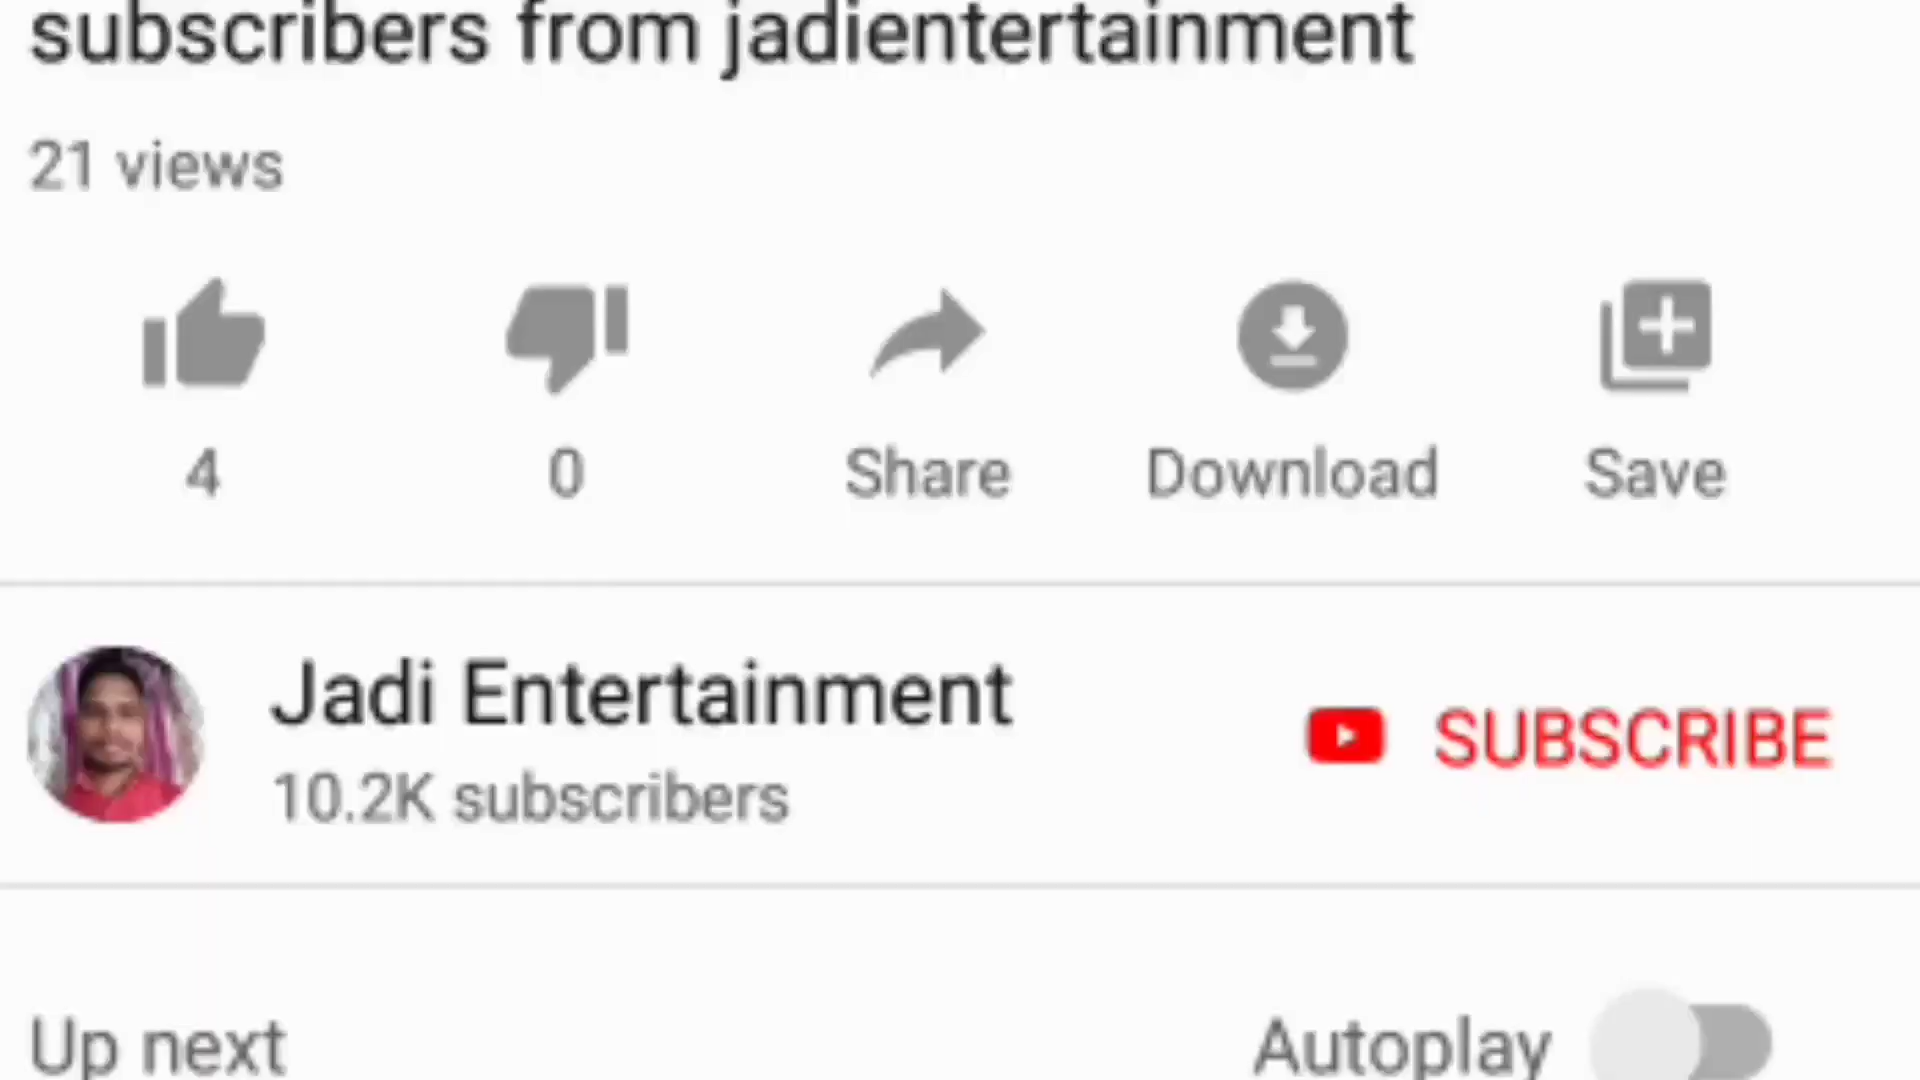 subscribers from jadientertainment
21 views
4 0 Share Download Save
Jadi Entertainment
10.2K subscribers
SUBSCRIBE
Up next Autoplay